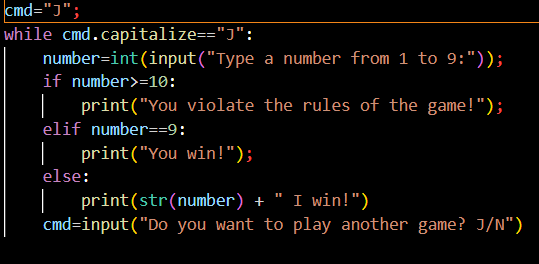 cmd="J";
while cmd.capitalize=="J":
    number=int(input("Type a number from 1 to 9:"));
    if number>=10:
        print("You violate the rules of the game!");
    elif number==9:
        print("You win!");
    else:
        print(str(number) + " I win!")
    cmd=input("Do you want to play another game? J/N")